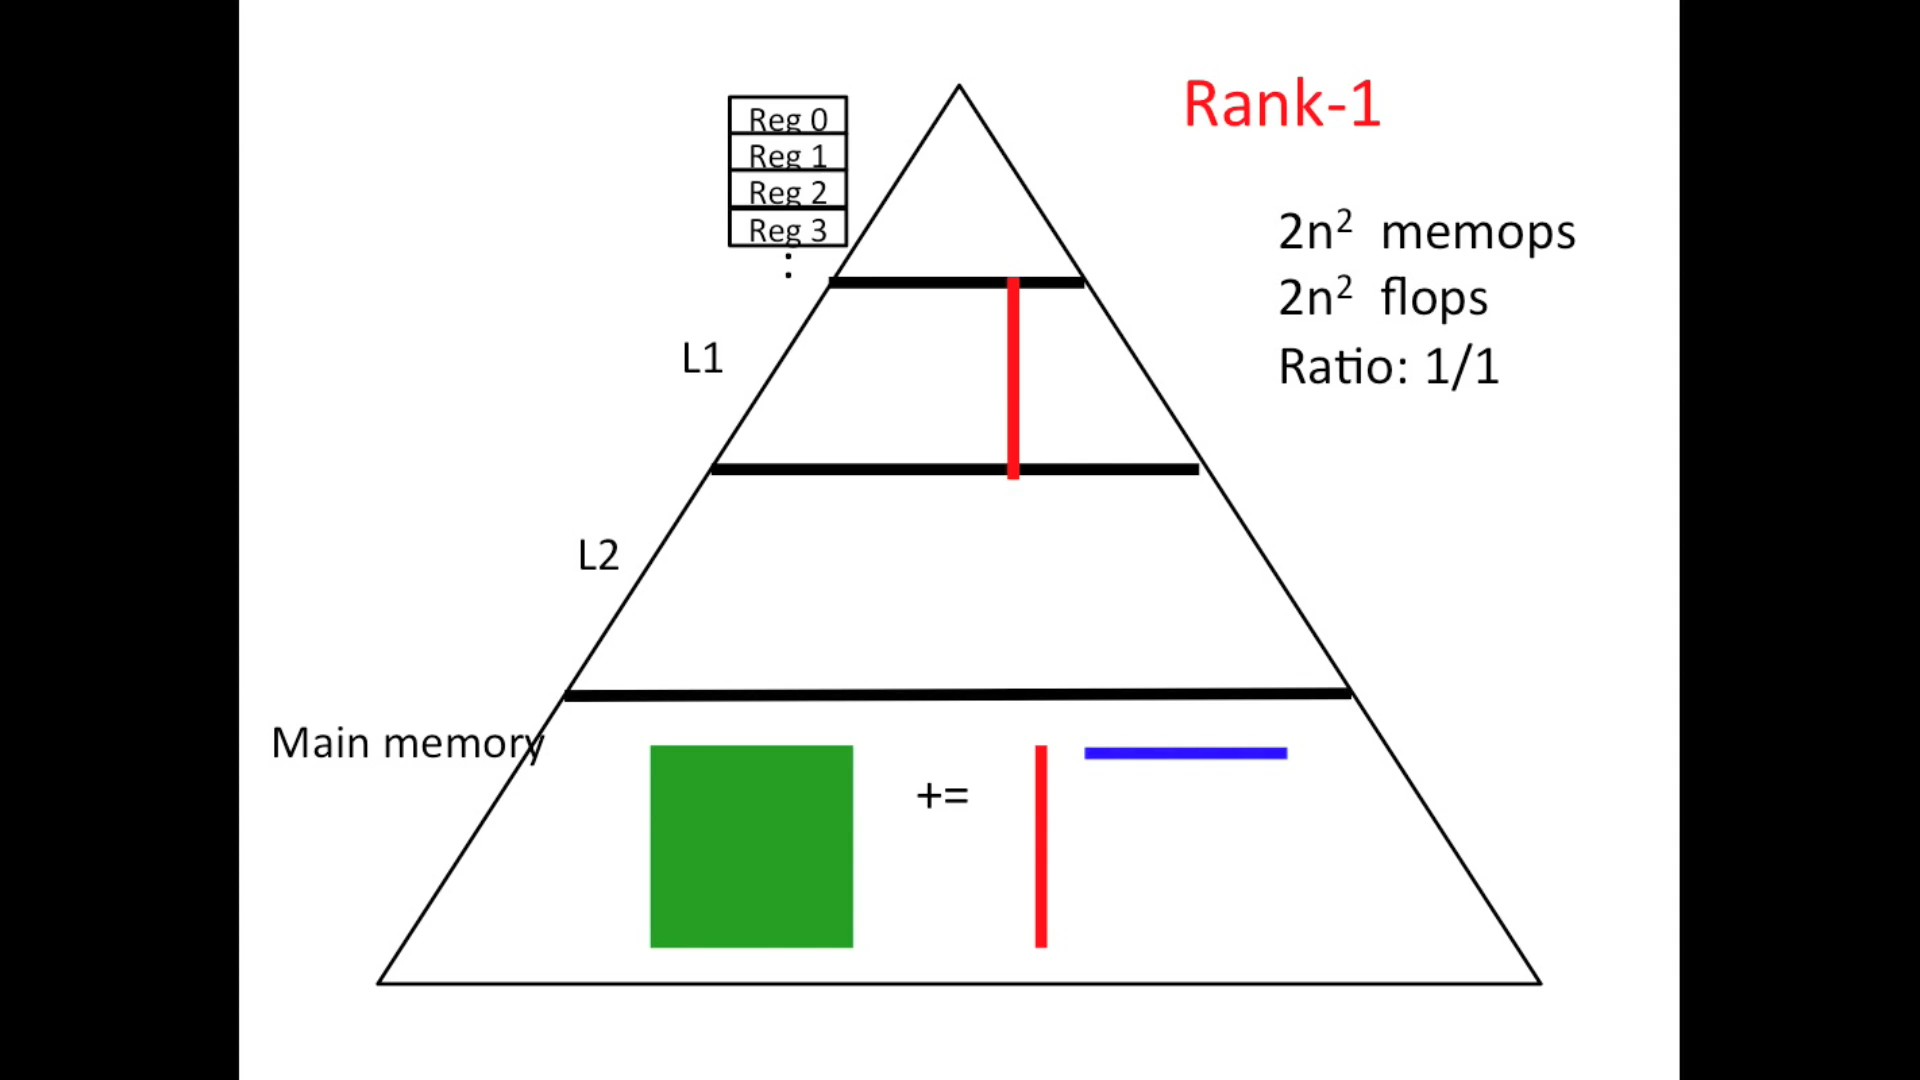 Rank-1
Reg 0
Reg 1
Reg 2
Reg 3
:
2n² memops
2n² flops
Ratio: 1/1
L1
L2
Main memory
+=